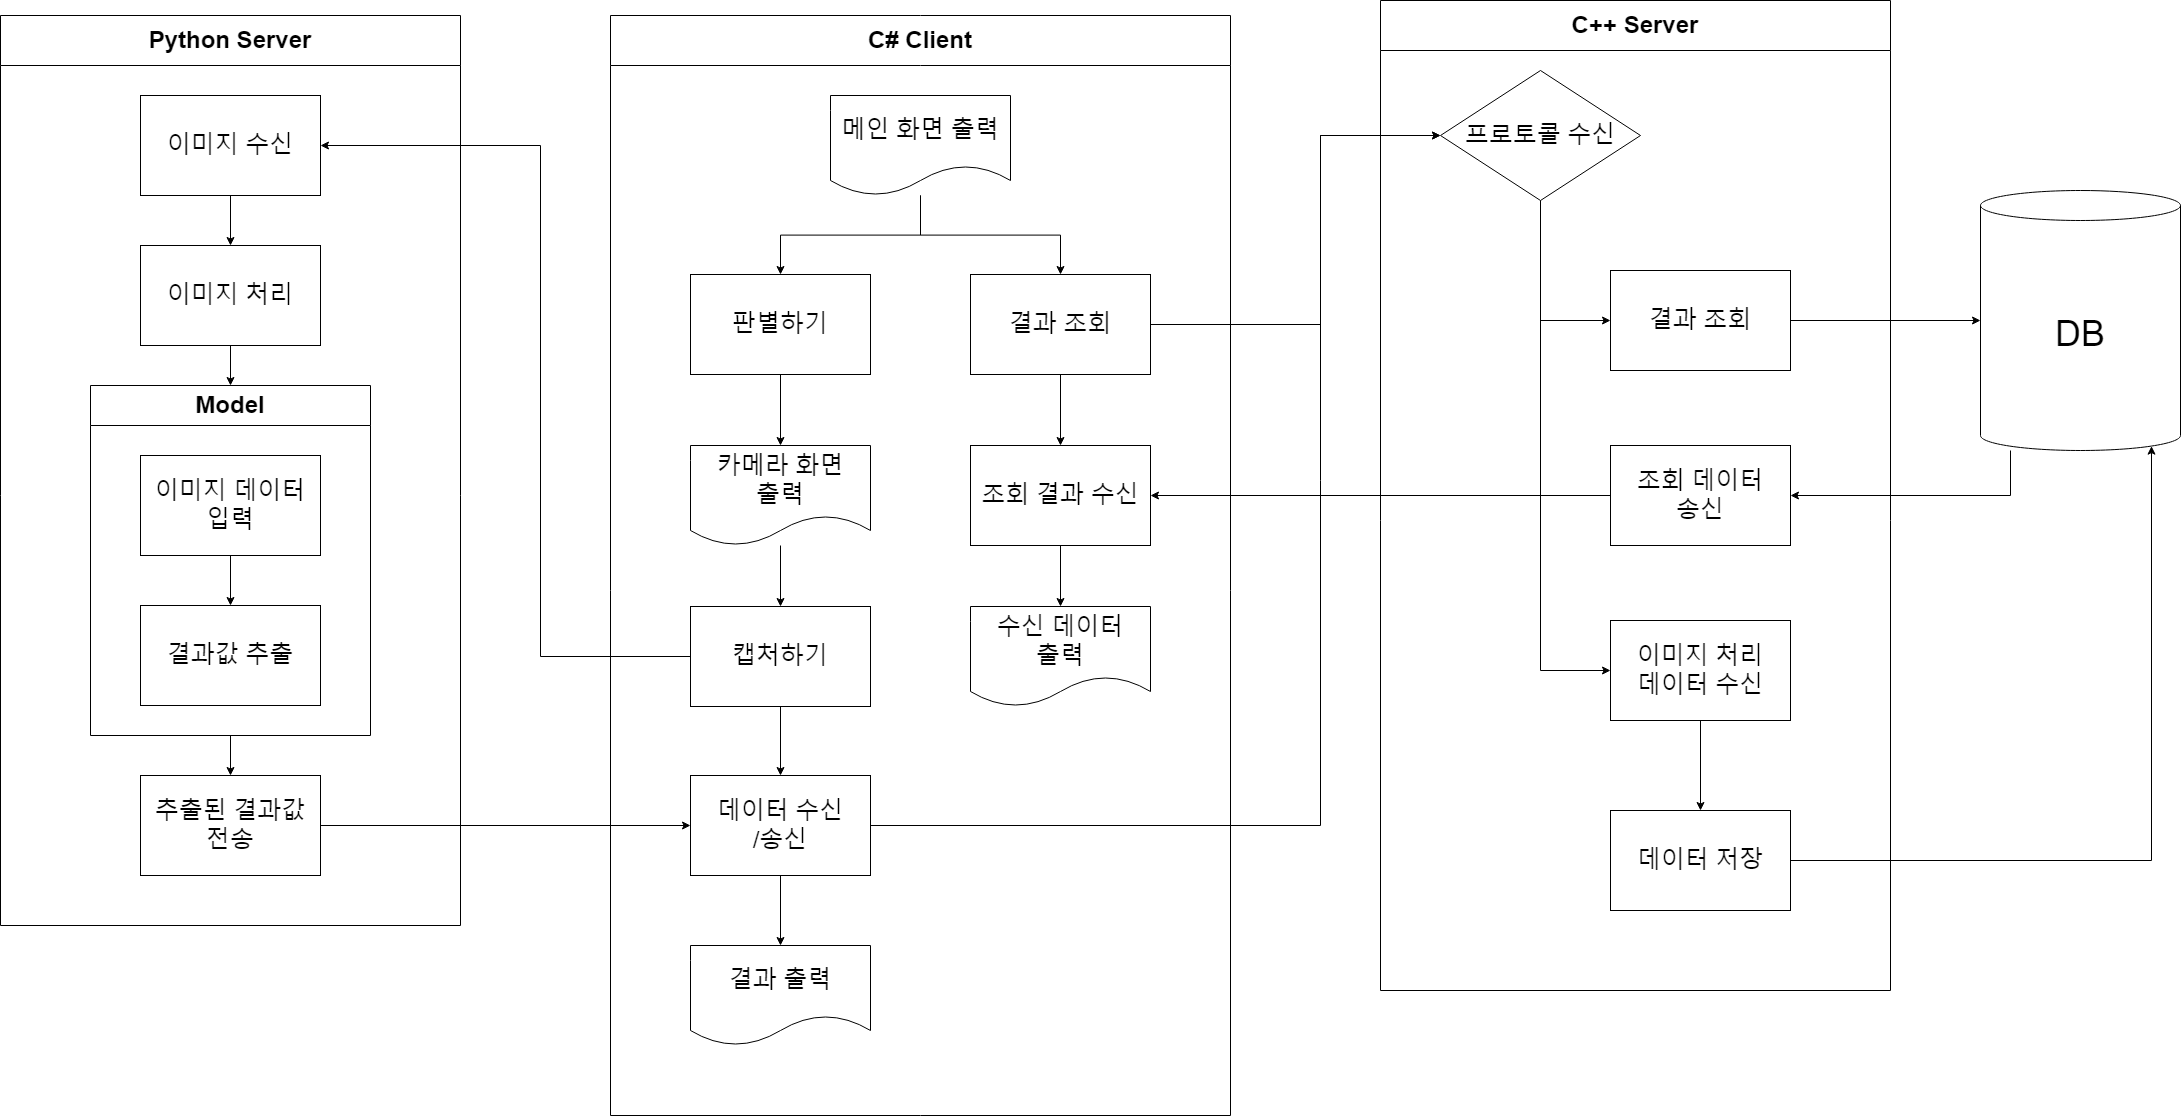 Python Server
이미지 수신
이미지 처리
Model
이미지 데이터
입력
결과값 추출
추출된 결과값
전송
C# Client
메인 화면 출력
판별하기
결과 조회
카메라 화면
출력
조회 결과 수신
캡처하기
수신 데이터
출력
데이터 수신
/송신
결과 출력
C++ Server
프로토콜 수신
결과 조회
조회 데이터
송신
이미지 처리
데이터 수신
데이터 저장
DB